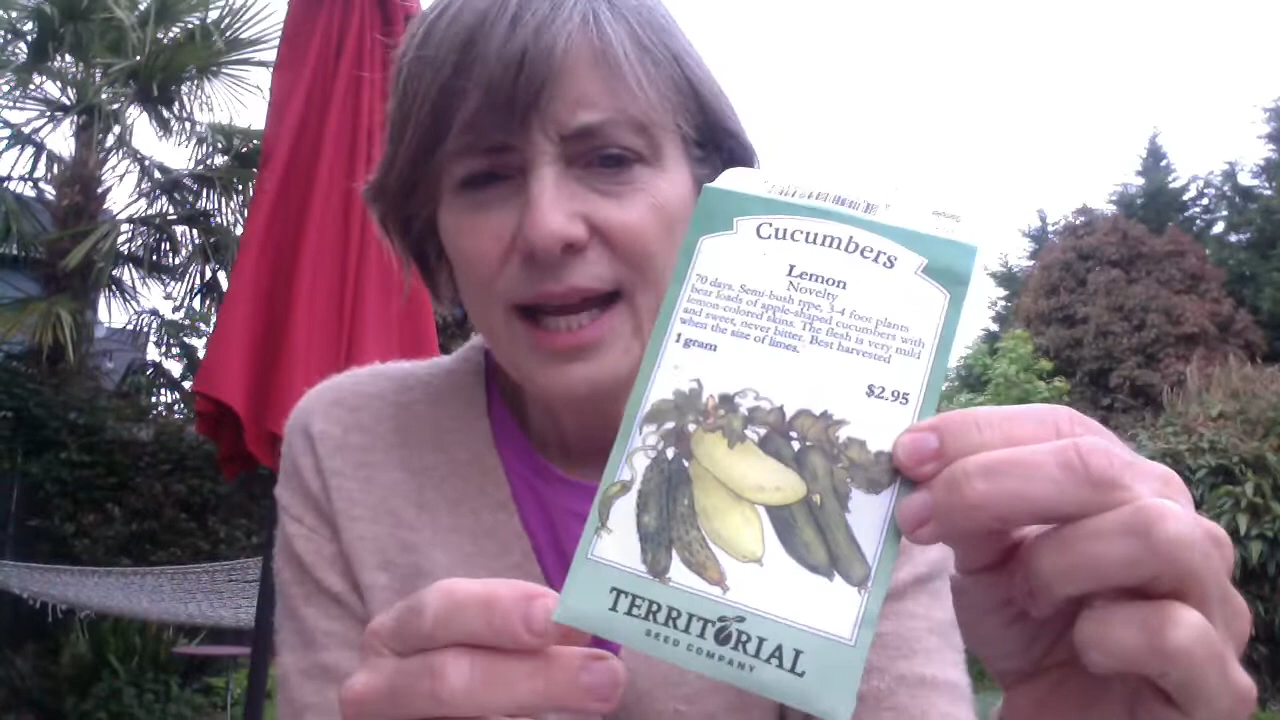 Cucumbers
Lemon
Novelty
70 days. Semi-bush type, 3-4 foot plants
bear loads of apple-shaped cucumbers with
lemon-colored skins. The flesh is very mild
and sweet, never bitter. Best harvested
when the size of limes.
1 gram
$2.95
TERRITORIAL
SEED COMPANY